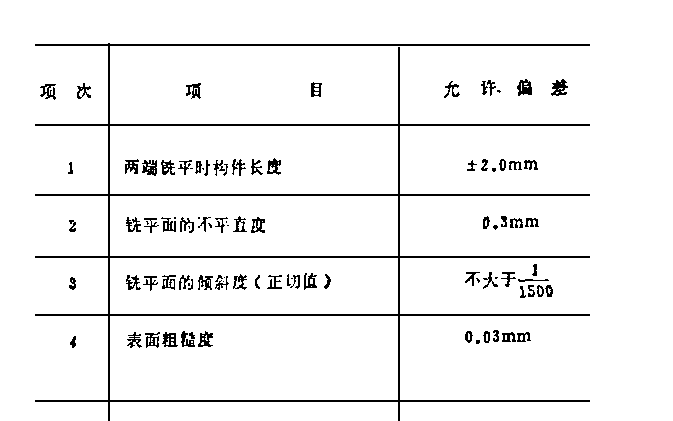 项 次 项 目 允 许 偏 差
1 两端铣平时构件长度 ±2.0mm
2 铣平面的不平直度 0.3mm
3 铣平面的倾斜度(正切值) 不大于1/1500
4 表面粗糙度 0.03mm